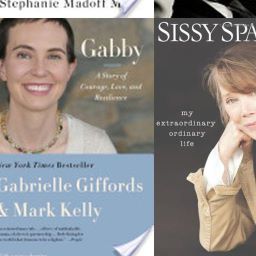 Stephanie Madoff M
Gabby
A Story of
Courage, Love, and
Resilience
New York Times Bestseller
Gabrielle Giffords
& Mark Kelly
SISSY SPA
my
extraordinary
ordinary
life